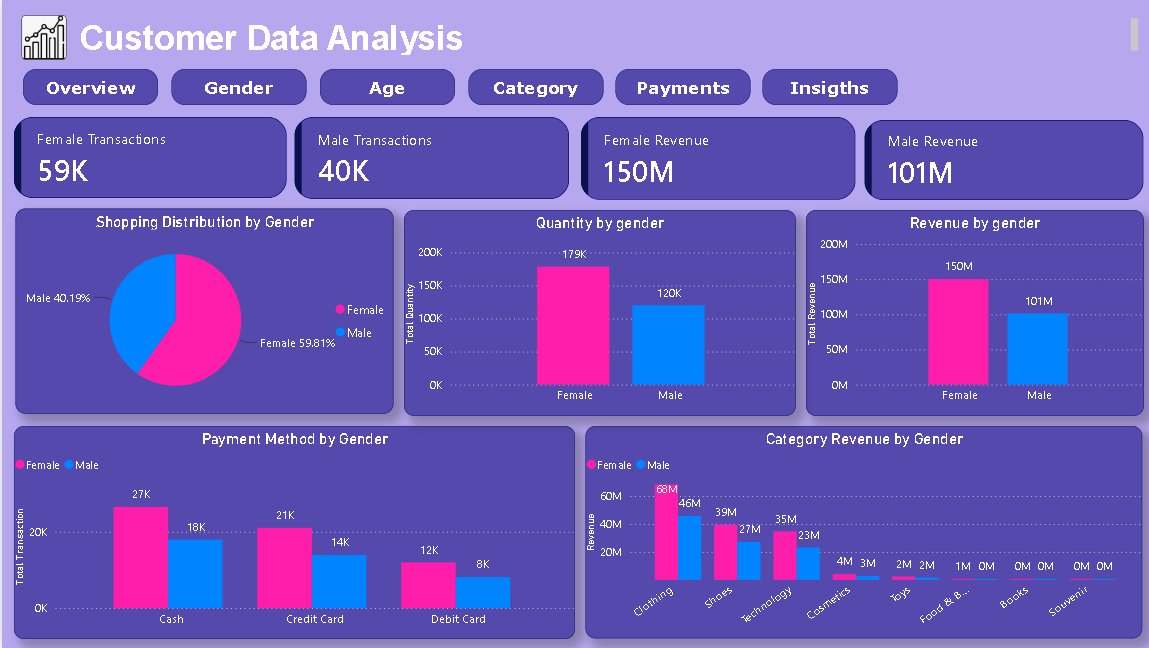 Customer Data Analysis
Overview
Gender
Age
Category
Payments
Insigths
Female Transactions
59K
Male Transactions
40K
Female Revenue
150M
Male Revenue
101M
Shopping Distribution by Gender
Male 40.19%
Female 59.81%
Female
Male
Quantity by gender
Total Quantity
200K
150K
100K
50K
0K
179K
120K
Female
Male
Revenue by gender
Total Revenue
200M
150M
100M
50M
0M
150M
101M
Female
Male
Payment Method by Gender
Female Male
Total Transaction
20K
0K
27K
18K
21K
14K
12K
8K
Cash
Credit Card
Debit Card
Category Revenue by Gender
Female Male
Revenue
60M
40M
20M
68M
46M
39M
27M
35M
23M
4M
3M
2M
2M
1M
0M
0M
0M
0M
0M
Clothing
Shoes
Technology
Cosmetics
Toys
Food & B...
Books
Souvenir